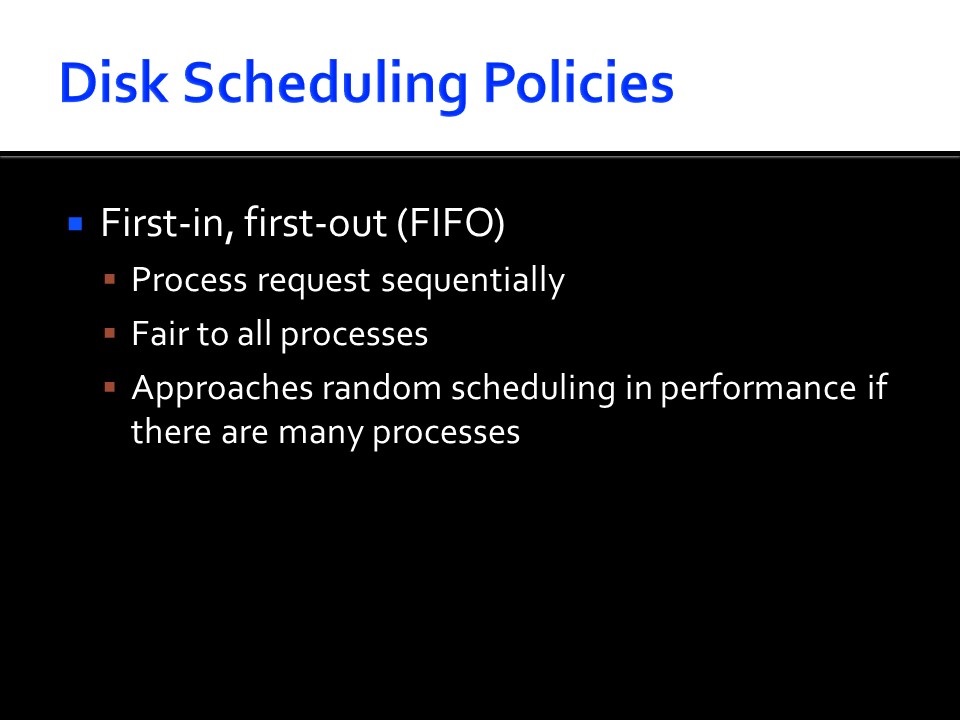 Disk Scheduling Policies
First-in, first-out (FIFO)
Process request sequentially
Fair to all processes
Approaches random scheduling in performance if
there are many processes